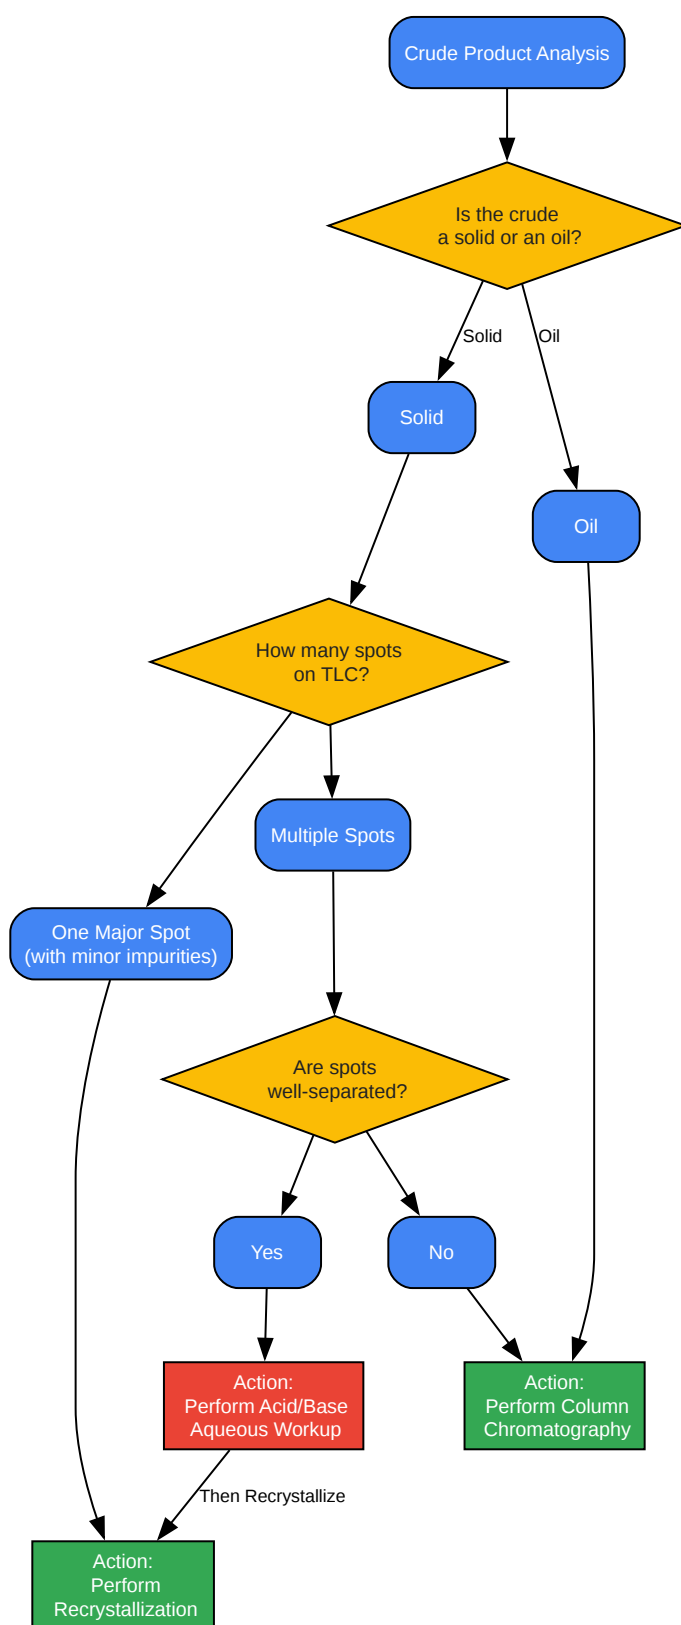 Crude Product Analysis
Is the crude
a solid or an oil?
Solid
Oil
Solid
Oil
How many spots
on TLC?
Multiple Spots
One Major Spot
(with minor impurities)
Are spots
well-separated?
Yes
No
Action:
Perform Acid/Base
Aqueous Workup
Action:
Perform Column
Chromatography
Then Recrystallize
Action:
Perform
Recrystallization